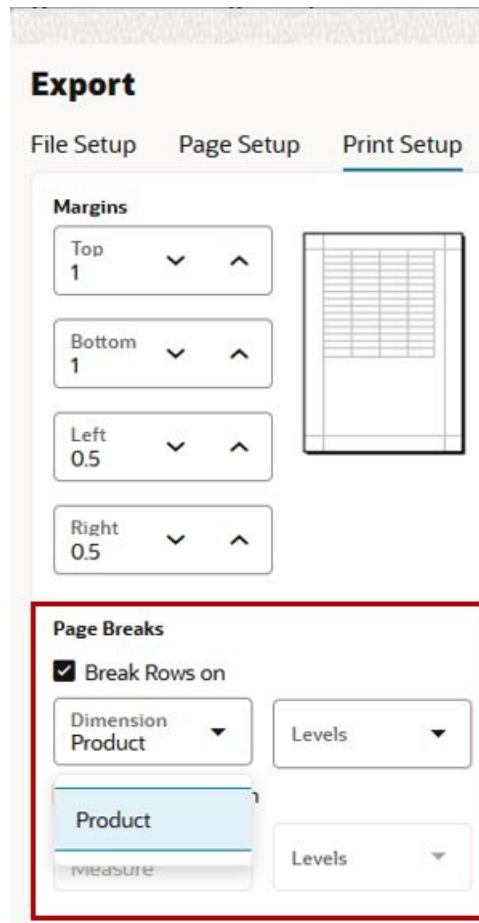 Export
File Setup Page Setup Print Setup
Margins
Top
1
Bottom
1
Left
0.5
Right
0.5
Page Breaks
Break Rows on
Dimension
Product
Levels
Product
Measure
Levels